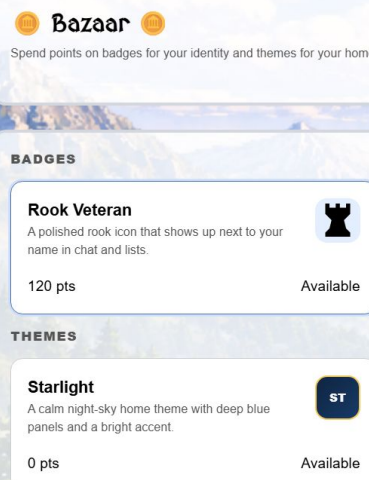 Bazaar
Spend points on badges for your identity and themes for your hom
BADGES
Rook Veteran
A polished rook icon that shows up next to your
name in chat and lists.
120 pts Available
THEMES
Starlight
A calm night-sky home theme with deep blue
panels and a bright accent.
ST
0 pts Available